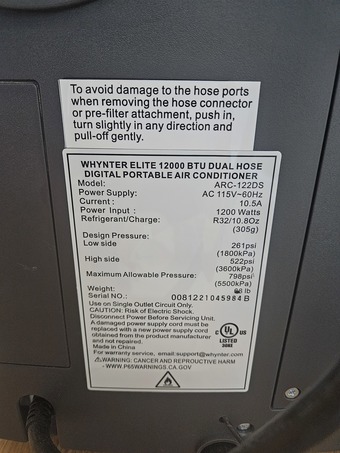 To avoid damage to the hose ports
when removing the hose connector
or pre-filter attachment, push in,
turn slightly in any direction and
pull-off gently.
WHYNTER ELITE 12000 BTU DUAL HOSE
DIGITAL PORTABLE AIR CONDITIONER
Model: ARC-122DS
Power Supply: AC 115V~60Hz
Current : 10.5A
Power Input : 1200 Watts
Refrigerant/Charge: R32/10.8Oz
(305g)
Design Pressure:
Low side 261psi
(1800kPa)
High side 522psi
(3600kPa)
Maximum Allowable Pressure: 798psi
(5500kPa)
Weight: lb
Serial NO.: 0081221045984 B
Use on Single Outlet Circuit Only.
CAUTION: Risk of Electric Shock.
Disconnect Power Before Servicing Unit.
A damaged power supply cord must be
replaced with a new power supply cord
obtained from the product manufacturer
and not repaired.
Made in China
C UL US
LISTED
For warranty service, email:support@whynter.com
WARNING: CANCER AND REPRODUCTIVE HARM
- WWW.P65WARNINGS.CA.GOV